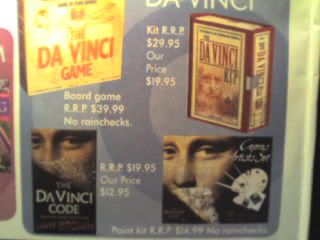 DA VINCI
THE
DA VINCI
GAME
Kit R.R.P.
$29.95
Our
Price
$19.95
THE
DA VINCI
KIT
Board game
R.R.P. $39.99
No rainchecks.
R.R.P. $19.95
Our Price
$12.95
THE
DA VINCI
CODE
DAN BROWN
Paint kit R.R.P. $14.99 No rainchecks